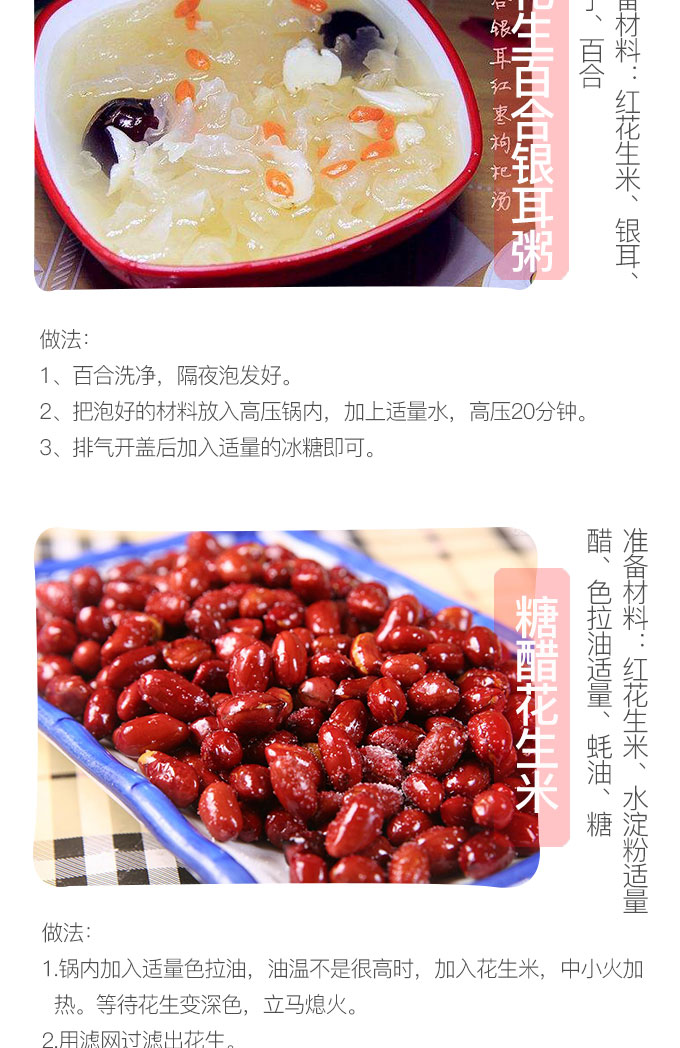 备材料：红花生米、银耳、
、百合
生百合银耳粥
银耳红枣枸杞汤
做法：
1、百合洗净，隔夜泡发好。
2、把泡好的材料放入高压锅内，加上适量水，高压20分钟。
3、排气开盖后加入适量的冰糖即可。
准备材料：红花生米、水淀粉适量
醋、色拉油适量、蚝油、糖
糖醋花生米
做法：
1.锅内加入适量色拉油，油温不是很高时，加入花生米，中小火加
热。等待花生变深色，立马熄火。
2.用滤网过滤出花生。